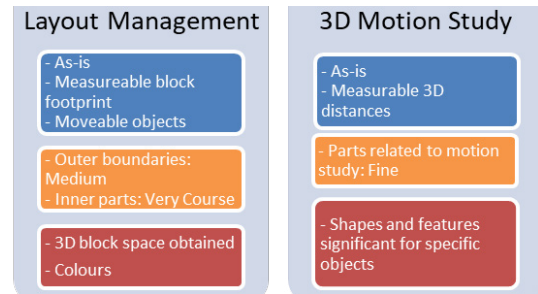 Layout Management
- As-is
- Measureable block
footprint
- Moveable objects
- Outer boundaries:
Medium
- Inner parts: Very Course
- 3D block space obtained
- Colours
3D Motion Study
- As-is
- Measurable 3D
distances
- Parts related to motion
study: Fine
- Shapes and features
significant for specific
objects